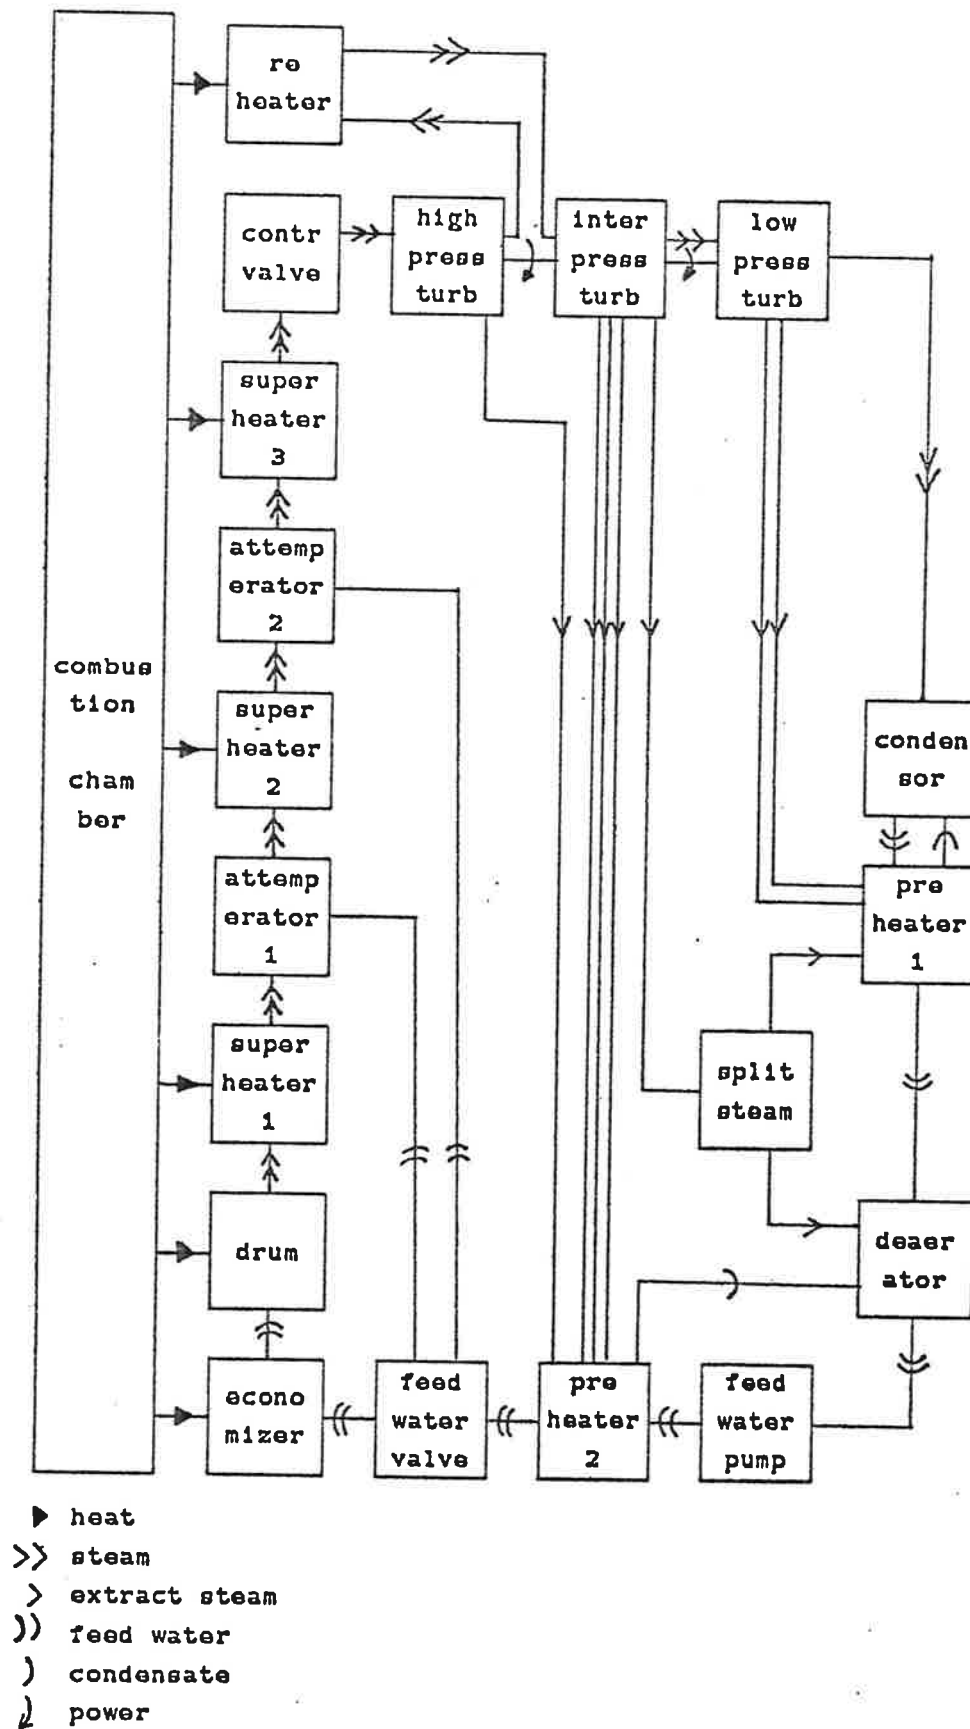 re
heater
contr
valve
high
press
turb
inter
press
turb
low
press
turb
super
heater
3
attemp
erator
2
combus
tion
cham
ber
super
heater
2
conden
sor
attemp
erator
1
pre
heater
1
super
heater
1
split
steam
drum
deaer
ator
econo
mizer
feed
water
valve
pre
heater
2
feed
water
pump
heat
>> steam
> extract steam
)) feed water
) condensate
power